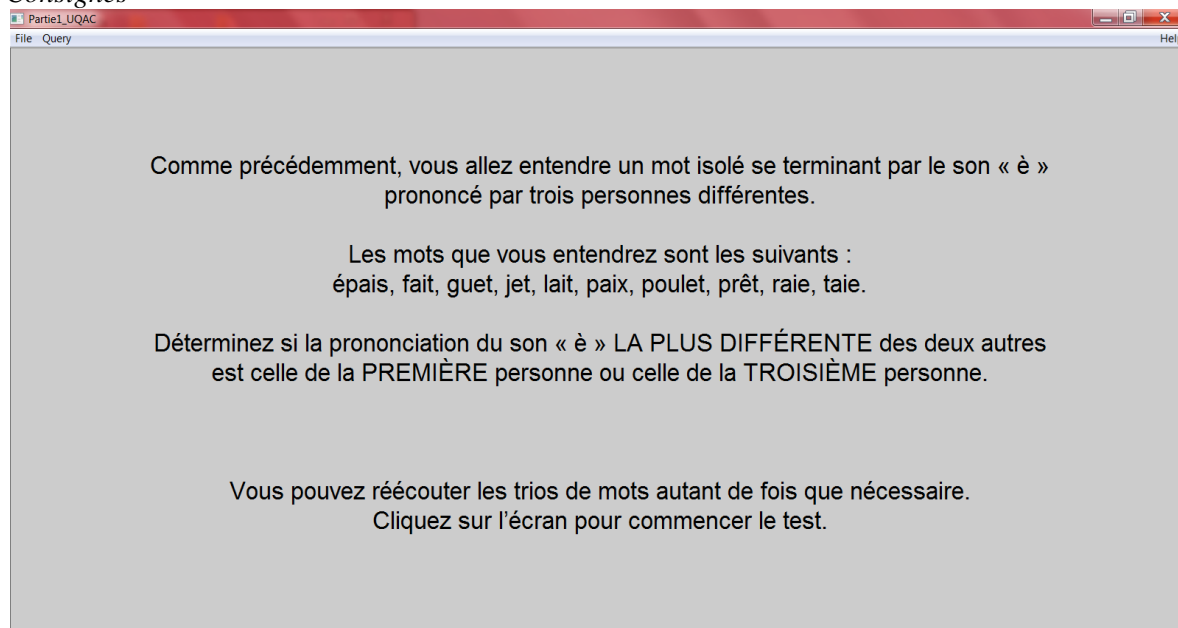 Consignes
Partie1_UQAC
File Query Help
Comme précédemment, vous allez entendre un mot isolé se terminant par le son « è »
prononcé par trois personnes différentes.
Les mots que vous entendrez sont les suivants :
épais, fait, guet, jet, lait, paix, poulet, prêt, raie, taie.
Déterminez si la prononciation du son « è » LA PLUS DIFFÉRENTE des deux autres
est celle de la PREMIÈRE personne ou celle de la TROISIÈME personne.
Vous pouvez réécouter les trios de mots autant de fois que nécessaire.
Cliquez sur l'écran pour commencer le test.